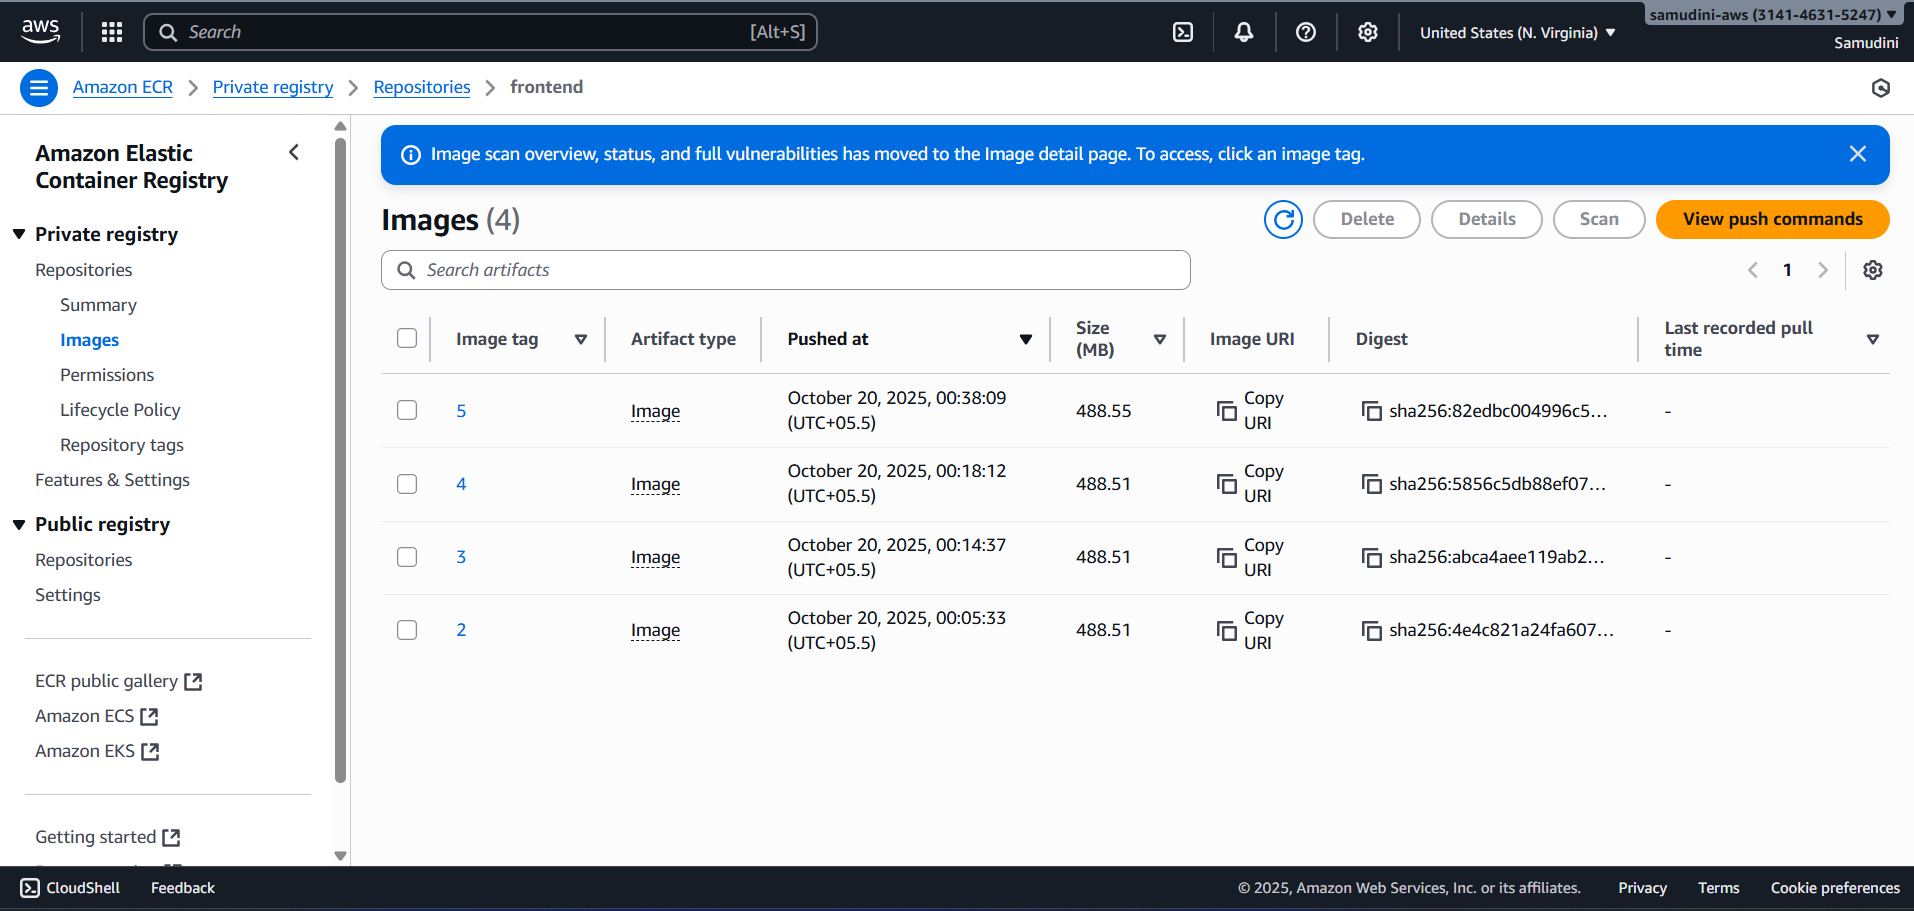 aws
Search
[Alt+S]
United States (N. Virginia)
samudini-aws (3141-4631-5247)
Samudini
Amazon ECR
Private registry
Repositories
frontend
Amazon Elastic
Container Registry
Private registry
Repositories
Summary
Images
Permissions
Lifecycle Policy
Repository tags
Features & Settings
Public registry
Repositories
Settings
ECR public gallery
Amazon ECS
Amazon EKS
Getting started
Image scan overview, status, and full vulnerabilities has moved to the Image detail page. To access, click an image tag.
Images (4)
Delete
Details
Scan
View push commands
Search artifacts
1
Image tag
Artifact type
Pushed at
Size
(MB)
Image URI
Digest
Last recorded pull
time
5
Image
October 20, 2025, 00:38:09
(UTC+05.5)
488.55
Copy
URI
sha256:82edbc004996c5...
-
4
Image
October 20, 2025, 00:18:12
(UTC+05.5)
488.51
Copy
URI
sha256:5856c5db88ef07...
-
3
Image
October 20, 2025, 00:14:37
(UTC+05.5)
488.51
Copy
URI
sha256:abca4aee119ab2...
-
2
Image
October 20, 2025, 00:05:33
(UTC+05.5)
488.51
Copy
URI
sha256:4e4c821a24fa607...
-
CloudShell
Feedback
© 2025, Amazon Web Services, Inc. or its affiliates.
Privacy
Terms
Cookie preferences